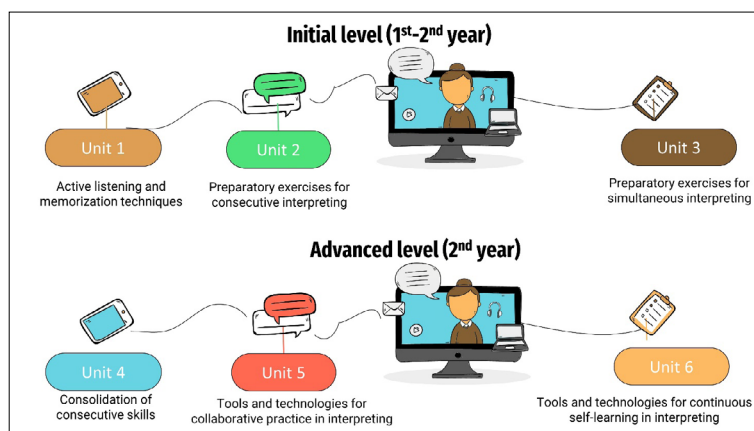 Initial level (1st-2nd year)
Unit 1
Unit 2
Unit 3
Active listening and
memorization techniques
Preparatory exercises for
consecutive interpreting
Preparatory exercises for
simultaneous interpreting
Advanced level (2nd year)
Unit 4
Unit 5
Unit 6
Consolidation of
consecutive skills
Tools and technologies for
collaborative practice in interpreting
Tools and technologies for continuous
self-learning in interpreting